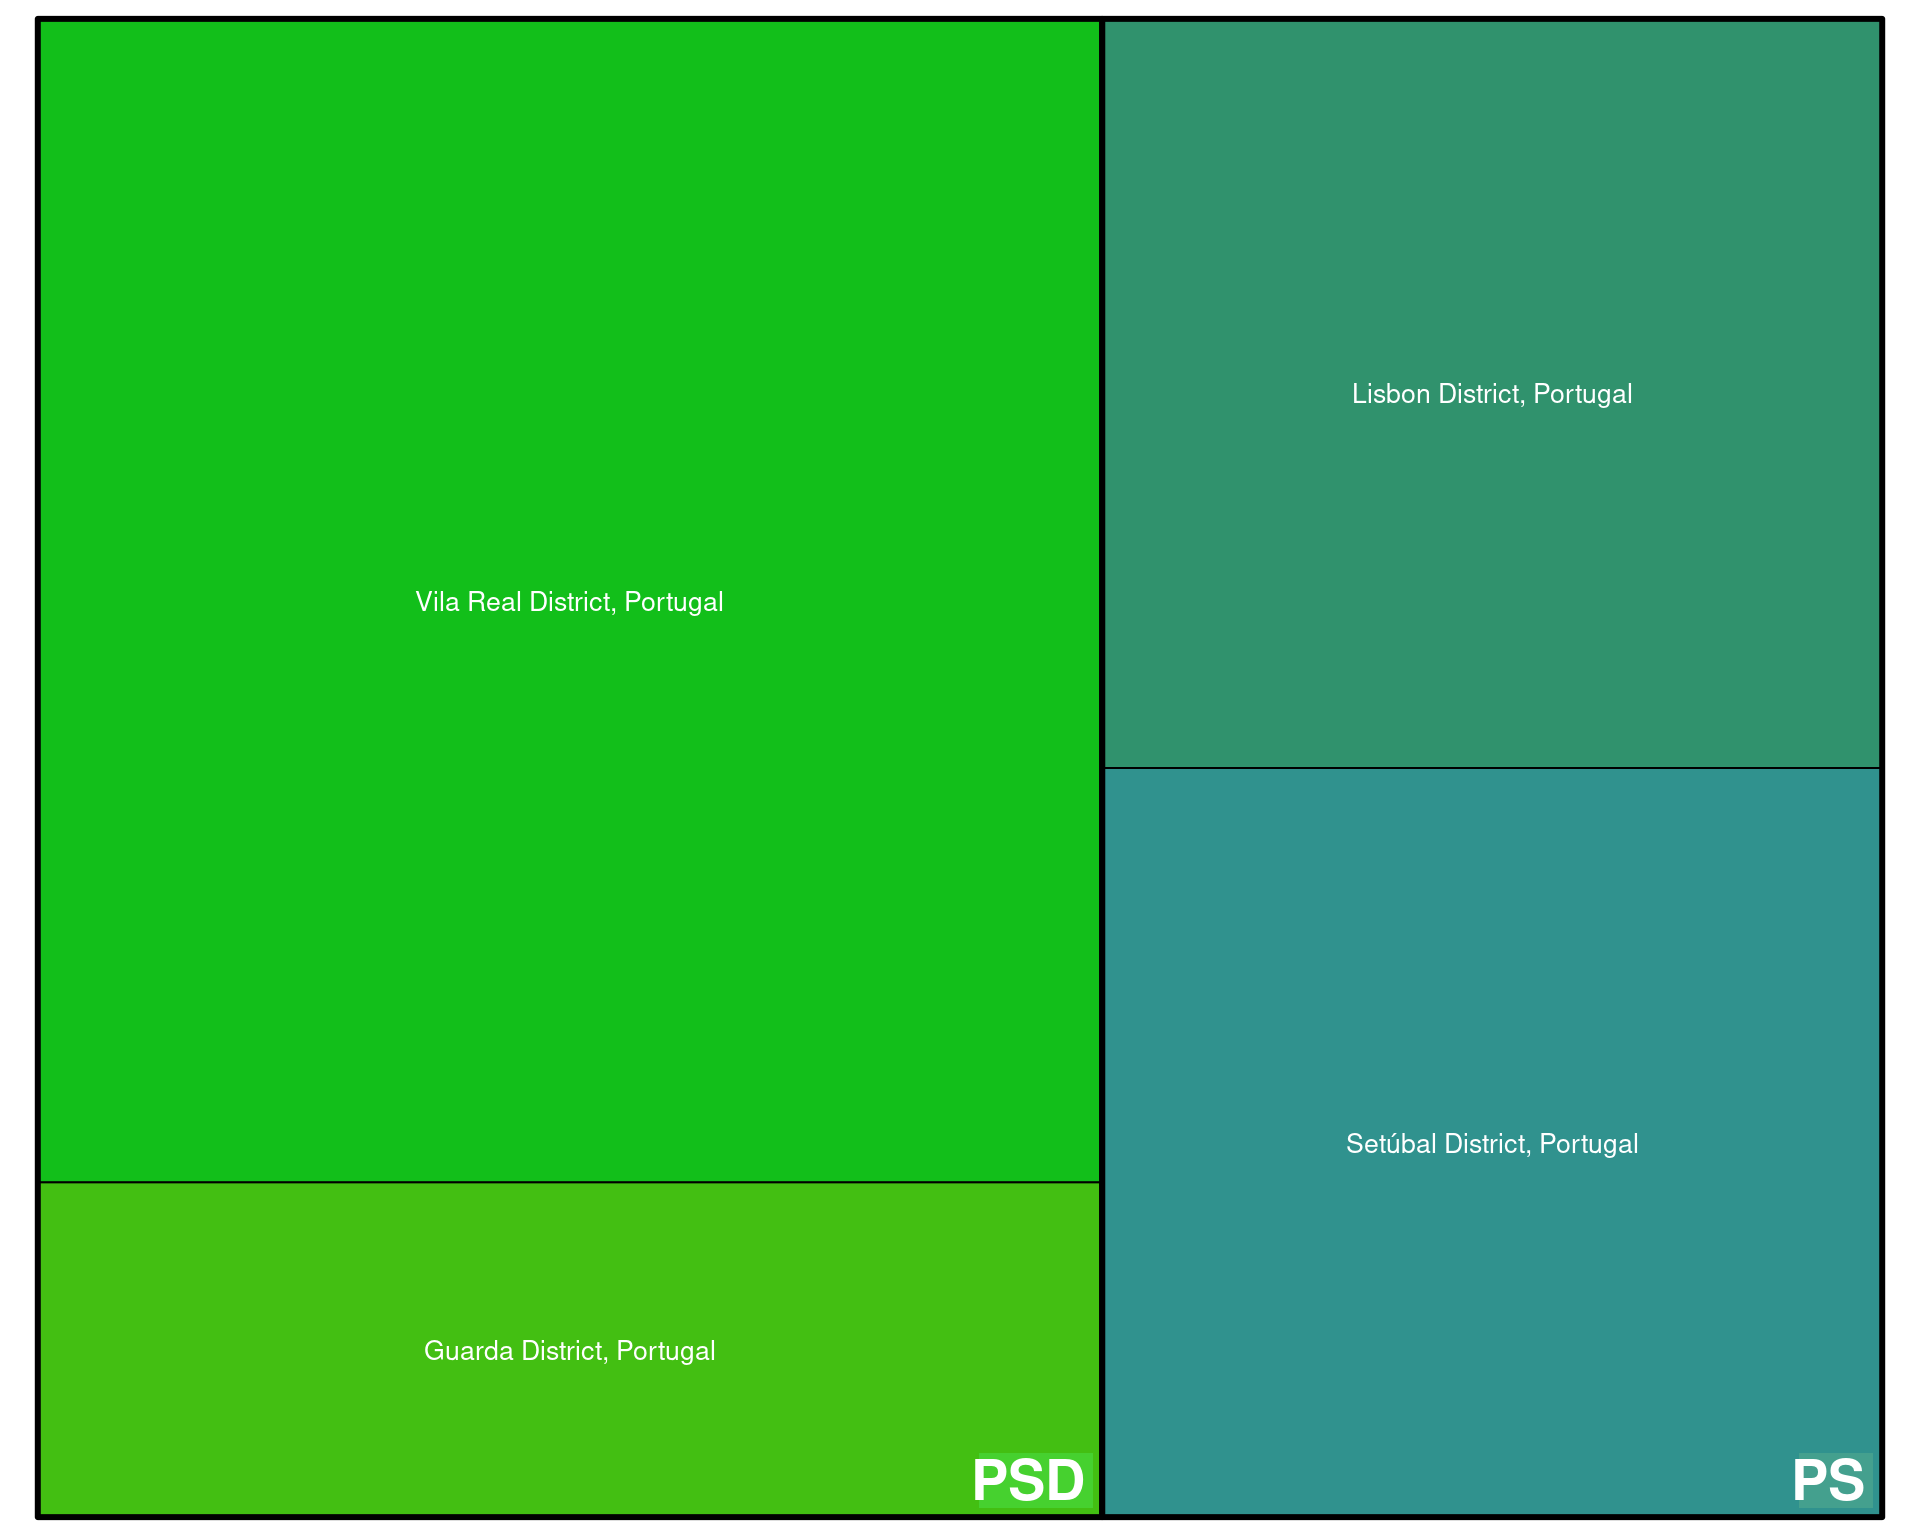 Vila Real District, Portugal
Guarda District, Portugal
PSD
Lisbon District, Portugal
Setúbal District, Portugal
PS